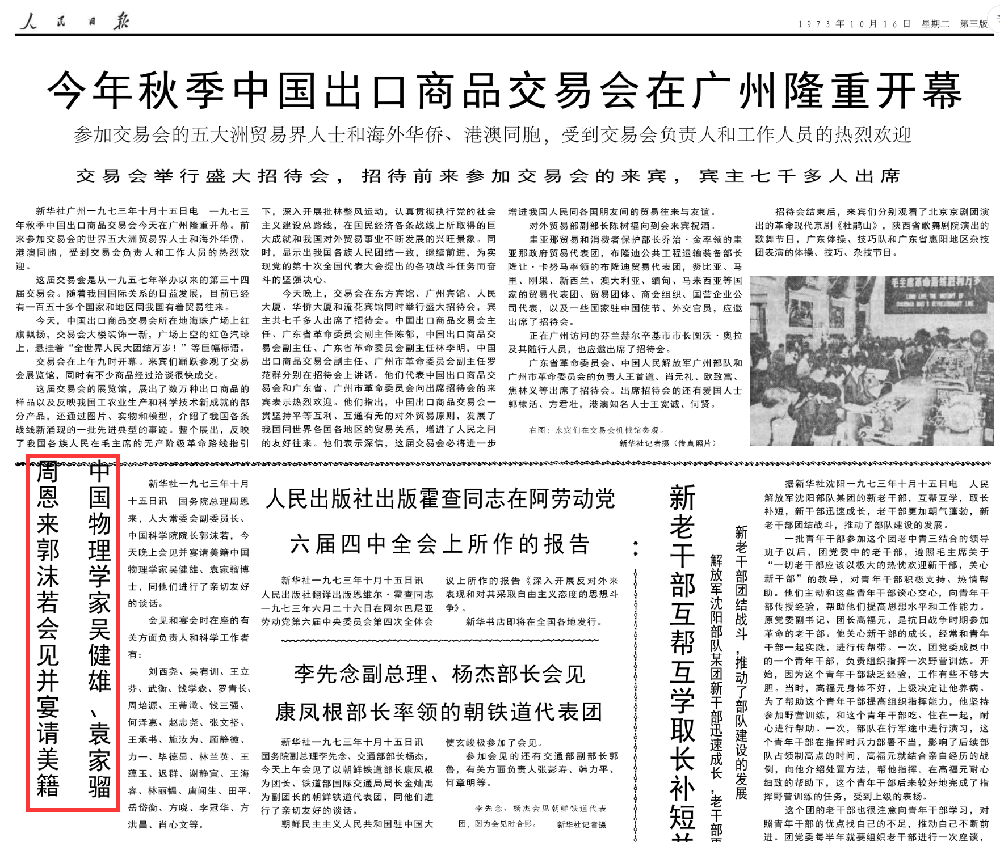 人民日报
1973年10月16日 星期二 第三版
今年秋季中国出口商品交易会在广州隆重开幕
参加交易会的五大洲贸易界人士和海外华侨、港澳同胞，受到交易会负责人和工作人员的热烈欢迎
交易会举行盛大招待会，招待前来参加交易会的来宾，宾主七千多人出席
新华社广州一九七三年十月十五日电 一九七三
年秋季中国出口商品交易会今天在广州隆重开幕。前
来参加交易会的世界五大洲贸易界人士和海外华侨、
港澳同胞，受到交易会负责人和工作人员的热烈欢
迎。
这届交易会是从一九五七年举办以来的第三十四
届交易会。随着我国国际关系的日益发展，目前已经
有一百五十多个国家和地区同我国有着贸易往来。
今天，中国出口商品交易会所在地海珠广场上红
旗飘扬，交易会大楼装饰一新，广场上空的红色汽球
上，悬挂着“全世界人民大团结万岁！”等巨幅标语。
交易会在上午九时开幕。来宾们踊跃参观了交易
会展览馆，同时有不少商品经过洽谈很快成交。
这届交易会的展览馆，展出了数万种出口商品的
样品以及反映我国工农业生产和科学技术新成就的部
分产品，还通过图片、实物和模型，介绍了我国各条
战线新涌现的一批先进典型的事迹。整个展出，反映
了我国各族人民在毛主席的无产阶级革命路线指引
下，深入开展批林整风运动，认真贯彻执行党的社会
主义建设总路线，在国民经济各条战线上所取得的巨
大成就和我国对外贸易事业不断发展的兴旺景象。同
时，显示出我国各族人民团结一致，继续前进，为实
现党的第十次全国代表大会提出的各项战斗任务而奋
斗的坚强决心。
今天晚上，交易会在东方宾馆、广州宾馆、人民
大厦、华侨大厦和流花宾馆同时举行盛大招待会，宾
主共七千多人出席了招待会。中国出口商品交易会主
任、广东省革命委员会副主任陈郁，中国出口商品交
易会副主任、广东省革命委员会副主任林李明，中国
出口商品交易会副主任、广州市革命委员会副主任罗
范群分别在招待会上讲话。他们代表中国出口商品交
易会和广东省、广州市革命委员会向出席招待会的来
宾表示热烈欢迎。他们指出，中国出口商品交易会一
贯坚持平等互利、互通有无的对外贸易原则，发展了
我国同世界各国各地区的贸易关系，增进了人民之间
的友好往来。他们表示深信，这届交易会必将进一步
增进我国人民同各国朋友间的贸易往来与友谊。
对外贸易部副部长陈树福向到会来宾祝酒。
圭亚那贸易和消费者保护部长乔治·金率领的圭
亚那政府贸易代表团，布隆迪公共工程运输装备部长
隆让·卡努马率领的布隆迪贸易代表团，赞比亚、马
里、刚果、新西兰、澳大利亚、缅甸、马来西亚等国
家的贸易代表团、贸易团体、商会组织、国营企业公
司代表，以及一些国家驻中国使节、外交官员，应邀
出席了招待会。
正在广州访问的芬兰赫尔辛基市市长图沃·奥拉
及其随行人员，也应邀出席了招待会。
广东省革命委员会、中国人民解放军广州部队和
广州市革命委员会的负责人王首道、肖元礼、欧致富、
焦林义等出席了招待会。出席招待会的还有爱国人士
郭棣活、方君壮，港澳知名人士王宽诚、何贤。
右图：来宾们在交易会机械馆参观。
新华社记者摄（传真照片）
招待会结束后，来宾们分别观看了北京京剧团演
出的革命现代京剧《杜鹃山》，陕西省歌舞剧院演出的
歌舞节目，广东体操、技巧队和广东省惠阳地区杂技
团表演的体操、技巧、杂技节目。
毛主席革命路线胜利万岁
LONG LIVE THE VICTORY OF
CHAIRMAN MAO'S REVOLUTIONARY LINE
周恩来郭沫若会见并宴请美籍
中国物理学家吴健雄、袁家骝
新华社一九七三年十月
十五日讯 国务院总理周恩
来，人大常委会副委员长、
中国科学院院长郭沫若，今
天晚上会见并宴请美籍中国
物理学家吴健雄、袁家骝博
士，同他们进行了亲切友好
的谈话。
会见和宴会时在座的有
关方面负责人和科学工作者
有：
刘西尧、吴有训、王立
芬、武衡、钱学森、罗青长、
周培源、王蒂澂、钱三强、
何泽惠、赵忠尧、张文裕、
王承书、施汝为、顾静徽、
力一、毕德显、林兰英、王
蕴玉、迟群、谢静宜、王海
容、林丽韫、唐闻生、田平、
岳岱衡、方晓、李冠华、方
洪昌、肖心文等。
人民出版社出版霍查同志在阿劳动党
六届四中全会上所作的报告
新华社一九七三年十月十五日讯
人民出版社翻译出版恩维尔·霍查同志
一九七三年六月二十六日在阿尔巴尼亚
劳动党第六届中央委员会第四次全体会
议上所作的报告《深入开展反对外来
表现和对其采取自由主义态度的思想斗
争》。
新华书店即将在全国各地发行。
李先念副总理、杨杰部长会见
康凤根部长率领的朝铁道代表团
新华社一九七三年十月十五日讯
国务院副总理李先念、交通部部长杨杰，
今天上午会见了以朝鲜铁道部长康凤根
为团长、铁道部国际交通局局长金灿禹
为副团长的朝鲜铁道代表团，同他们进
行了亲切友好的谈话。
朝鲜民主主义人民共和国驻中国大
使玄峻极参加了会见。
参加会见的还有交通部副部长郭
鲁，有关方面负责人张彭寿、韩力平、
何章明等。
李先念、杨杰会见朝鲜铁道代表
团，图为会见时合影。 新华社记者摄
新老干部互帮互学取长补短
解放军沈阳部队某团新干部迅速成长，老干部
新老干部团结战斗，推动了部队建设的发展
据新华社沈阳一九七三年十月十五日电 人民
解放军沈阳部队某团的新老干部，互帮互学，取长
补短，新干部迅速成长，老干部更加朝气蓬勃，新
老干部团结战斗，推动了部队建设的发展。
一批青年干部参加这个团老中青三结合的领导
班子以后，团党委中的老干部，遵照毛主席关于
“一切老干部应该以极大的热忱欢迎新干部，关心
新干部”的教导，对青年干部积极支持、热情帮
助。他们主动和这些青年干部谈心交心，向青年干
部传授经验，帮助他们提高思想水平和工作能力。
原党委副书记、团长高福元，是抗日战争时期参加
革命的老干部。他关心新干部的成长，经常和青年
干部一起实践，进行传帮带。一次，团党委成员中
的一个青年干部，负责组织指挥一次野营训练。开
始，因为这个青年干部缺乏经验，工作有些不够大
胆。当时，高福元身体不好，上级决定让他养病。
为了帮助这个青年干部提高组织指挥能力，他坚持
参加野营训练，和这个青年干部吃、住在一起，耐
心进行帮助。一次，部队在行军途中进行演习，这
个青年干部在指挥时兵力部署不当，影响了后续部
队占领制高点的时间，高福元就结合亲自经历的战
例，向他介绍处置方法，帮他指挥。在高福元耐心
细致的帮助下，这个青年干部后来较好地完成了指
挥野营训练的任务，受到上级的表扬。
这个团的老干部也很注意向青年干部学习，对
照青年干部的优点找自己的不足，推动自己不断前
进。团党委每半年就要组织老干部进行一次座谈，